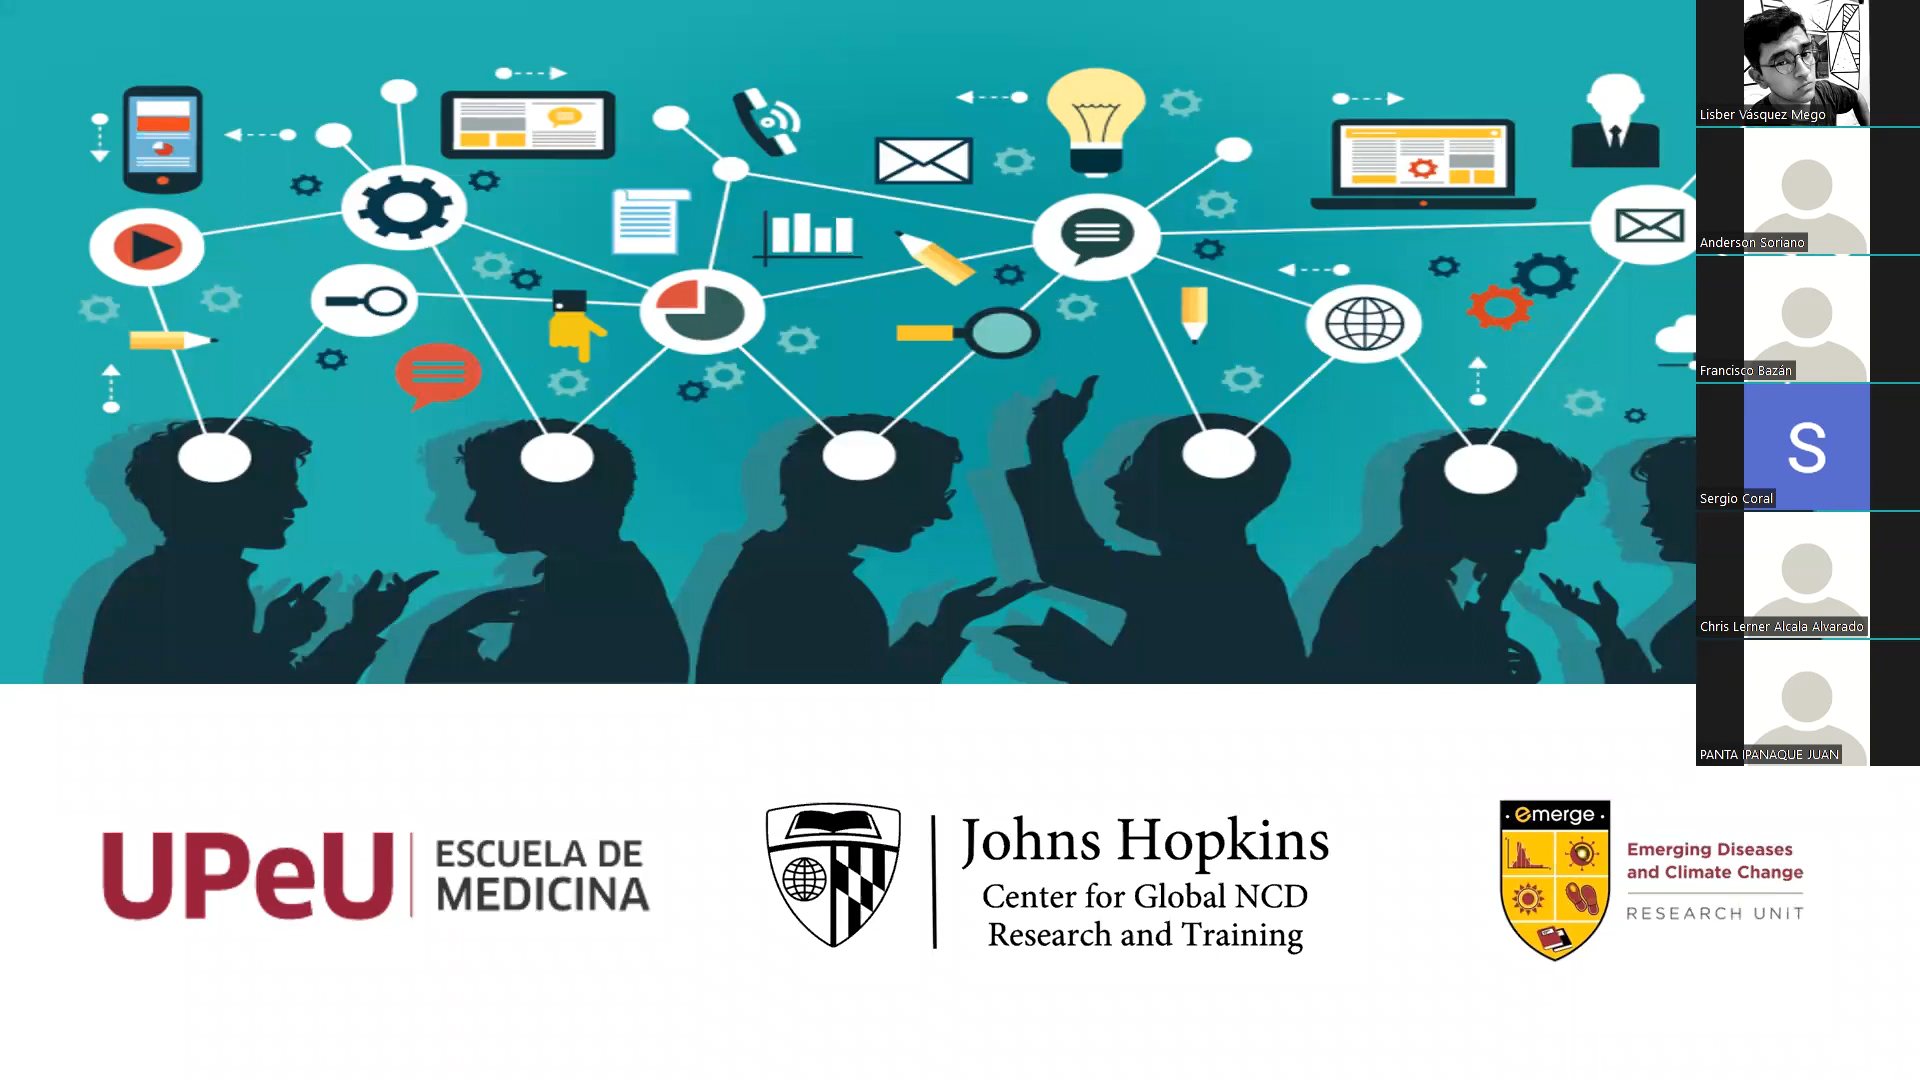 Lisber Vásquez Mego
Anderson Soriano
Francisco Bazán
S
Sergio Coral
Chris Lerner Alcala Alvarado
PANTA IPANAQUE JUAN
UPeU
ESCUELA DE
MEDICINA
Johns Hopkins
Center for Global NCD
Research and Training
· emerge ·
Emerging Diseases
and Climate Change
RESEARCH UNIT